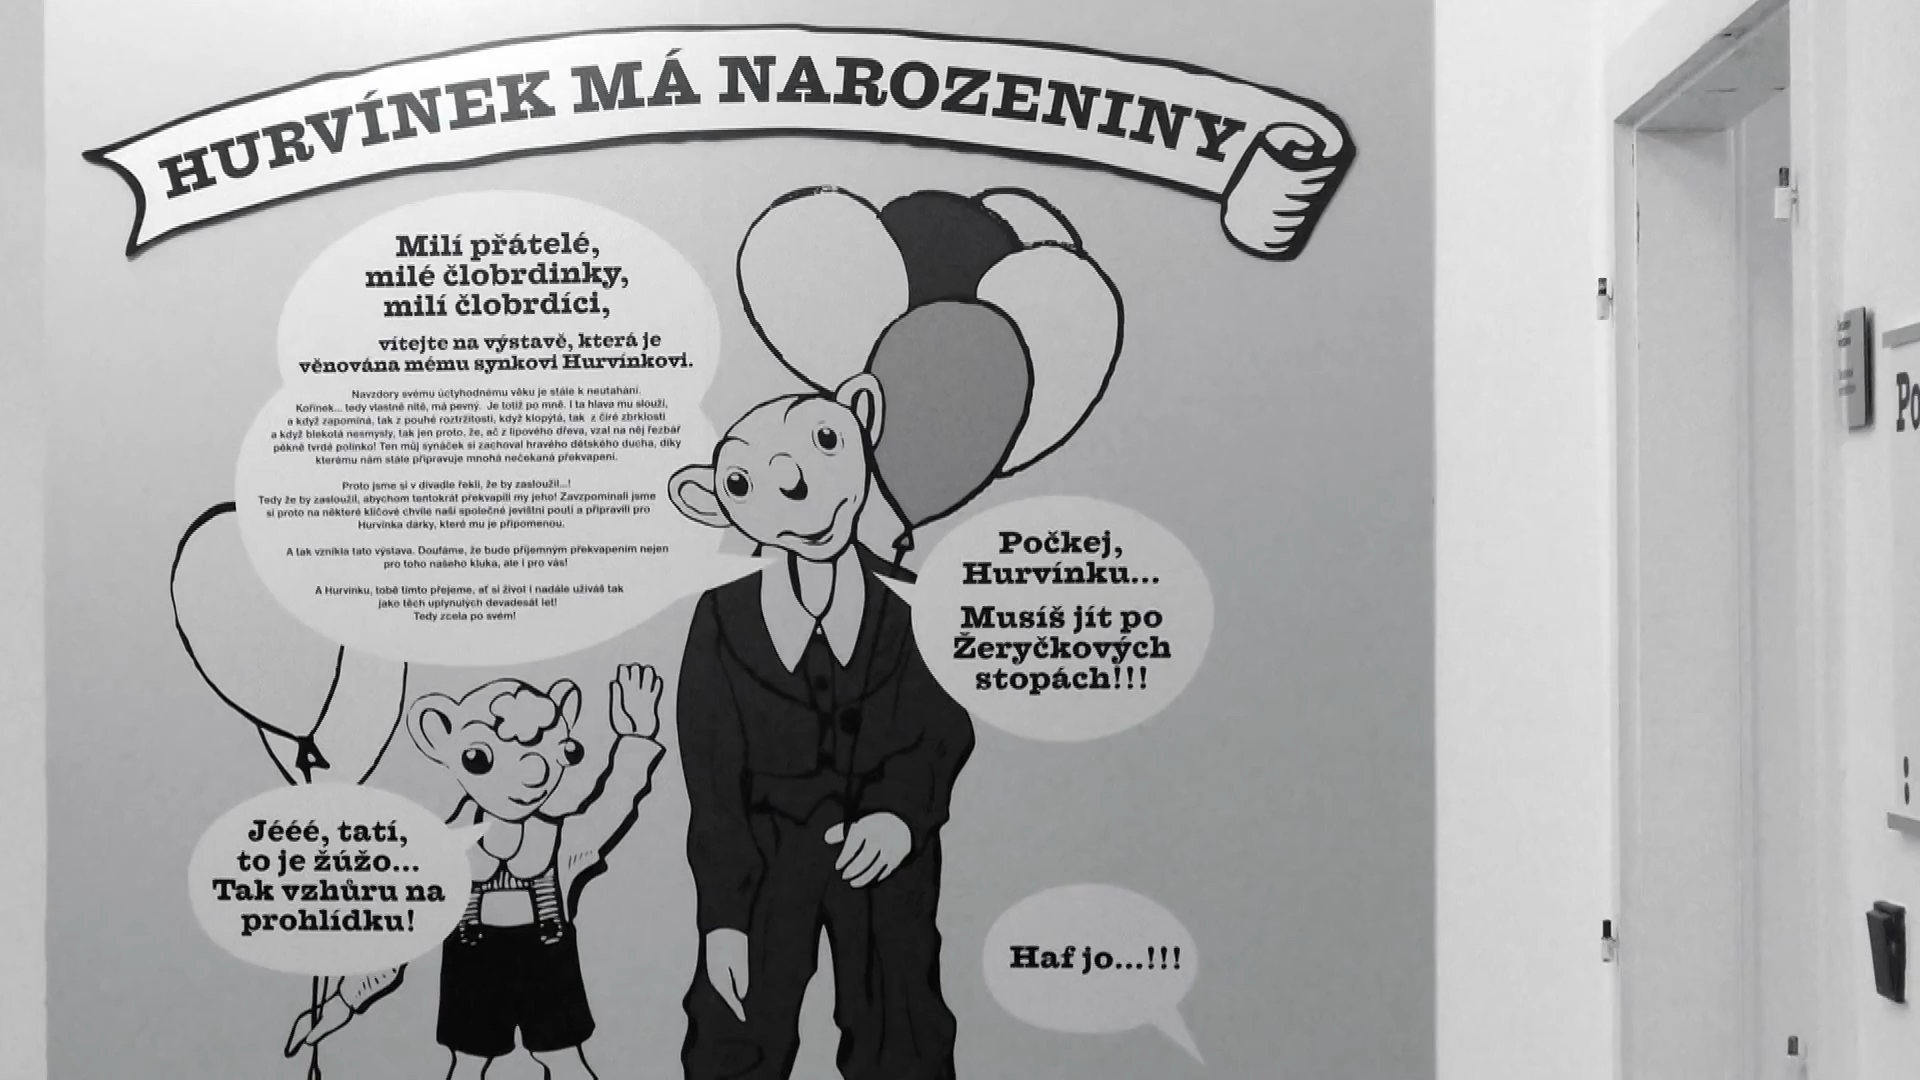 HURVÍNEK MÁ NAROZENINY
Milí přátelé,
milé člobrdinky,
milí človrdíci,
vítejte na výstavě, která je
věnována mému synkovi Hurvínkovi.
Navzdory svému úctyhodnému věku je stále k neutahání.
Kořínek... tedy vlastně nitě, má pevný. Je totiž po mně. I ta hlava mu slouží,
a když zapomíná, tak z pouhé roztržitosti, když klopýtá, tak z čiré zbrklosti
a když blekotá nesmysly, tak jen proto, že, ač z lipového dřeva, vzal na něj řezbář
pěkně tvrdé polínko! Ten můj synáček si zachoval hravého dětského ducha, díky
kterému nám stále připravuje mnohá nečekaná překvapení.
Proto jsme si v divadle řekli, že by zasloužil...!
Tedy že by zasloužil, abychom tentokrát překvapili my jeho! Zavzpomínali jsme
si proto na některé klíčové chvíle naší společné jevištní pouti a připravili pro
Hurvínka dárky, které mu je připomenou.
A tak vznikla tato výstava. Doufáme, že bude příjemným překvapením nejen
pro toho našeho kluka, ale i pro vás!
A Hurvínku, tobě tímto přejeme, ať si život i nadále užíváš tak
jako těch uplynulých devadesát let!
Tedy zcela po svém!
Počkej,
Hurvínku...
Musíš jít po
Žeryčkových
stopách!!!
Jééé, tatí,
to je žúžo...
Tak vzhůru na
prohlídku!
Haf jo...!!!
Po